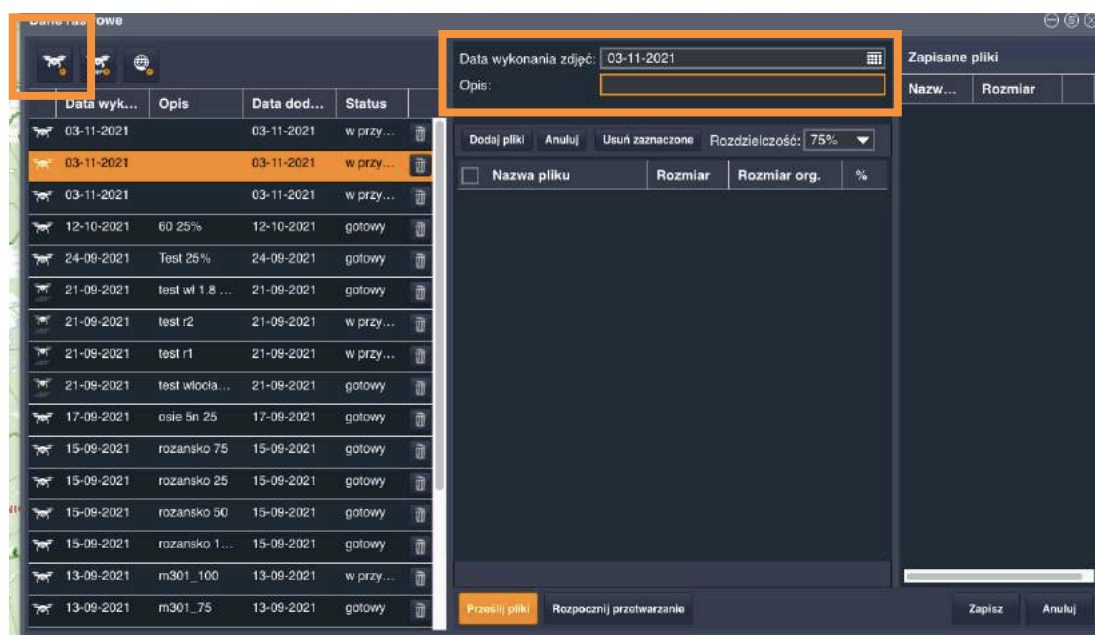 Dane rastrowe
Data wyk... Opis Data dod... Status
03-11-2021 03-11-2021 w przy...
03-11-2021 03-11-2021 w przy...
03-11-2021 03-11-2021 w przy...
12-10-2021 60 25% 12-10-2021 gotowy
24-09-2021 Test 25% 24-09-2021 gotowy
21-09-2021 test wł 1.8 ... 21-09-2021 gotowy
21-09-2021 test r2 21-09-2021 w przy...
21-09-2021 test r1 21-09-2021 w przy...
21-09-2021 test wlocła... 21-09-2021 gotowy
17-09-2021 osie 5n 25 17-09-2021 gotowy
15-09-2021 rozansko 75 15-09-2021 gotowy
15-09-2021 rozansko 25 15-09-2021 gotowy
15-09-2021 rozansko 50 15-09-2021 gotowy
15-09-2021 rozansko 1... 15-09-2021 gotowy
13-09-2021 m301_100 13-09-2021 w przy...
13-09-2021 m301_75 13-09-2021 gotowy
Data wykonania zdjęć: 03-11-2021
Opis:
Dodaj pliki Anuluj Usuń zaznaczone Rozdzielczość: 75%
Nazwa pliku Rozmiar Rozmiar org. %
Prześlij pliki Rozpocznij przetwarzanie
Zapisane pliki
Nazw... Rozmiar
Zapisz Anuluj